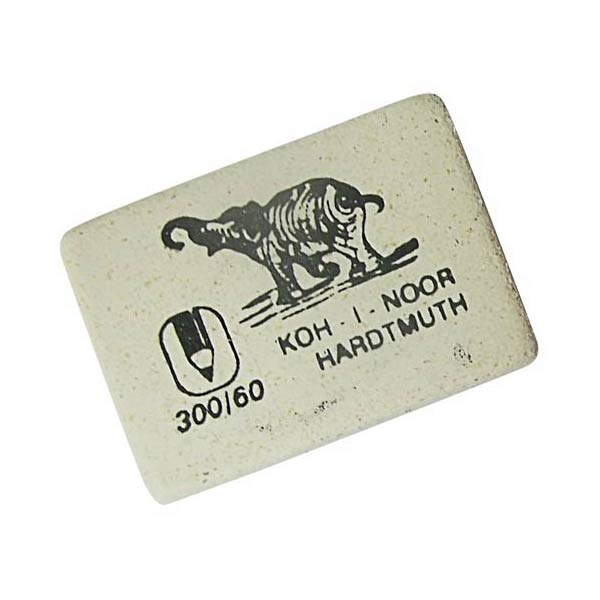 KOH - I - NOOR
HARDTMUTH
300/60